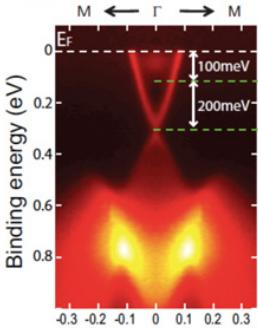 M ← Γ → M
EF
0
100meV
200meV
0.2
0.4
0.6
0.8
Binding energy (eV)
-0.3 -0.2 -0.1 0 0.1 0.2 0.3